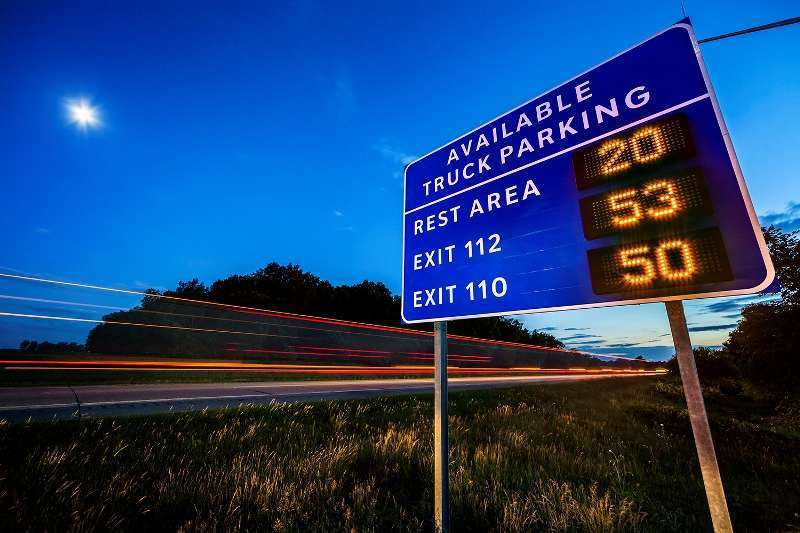 AVAILABLE
TRUCK PARKING
REST AREA 20
EXIT 112 53
EXIT 110 50